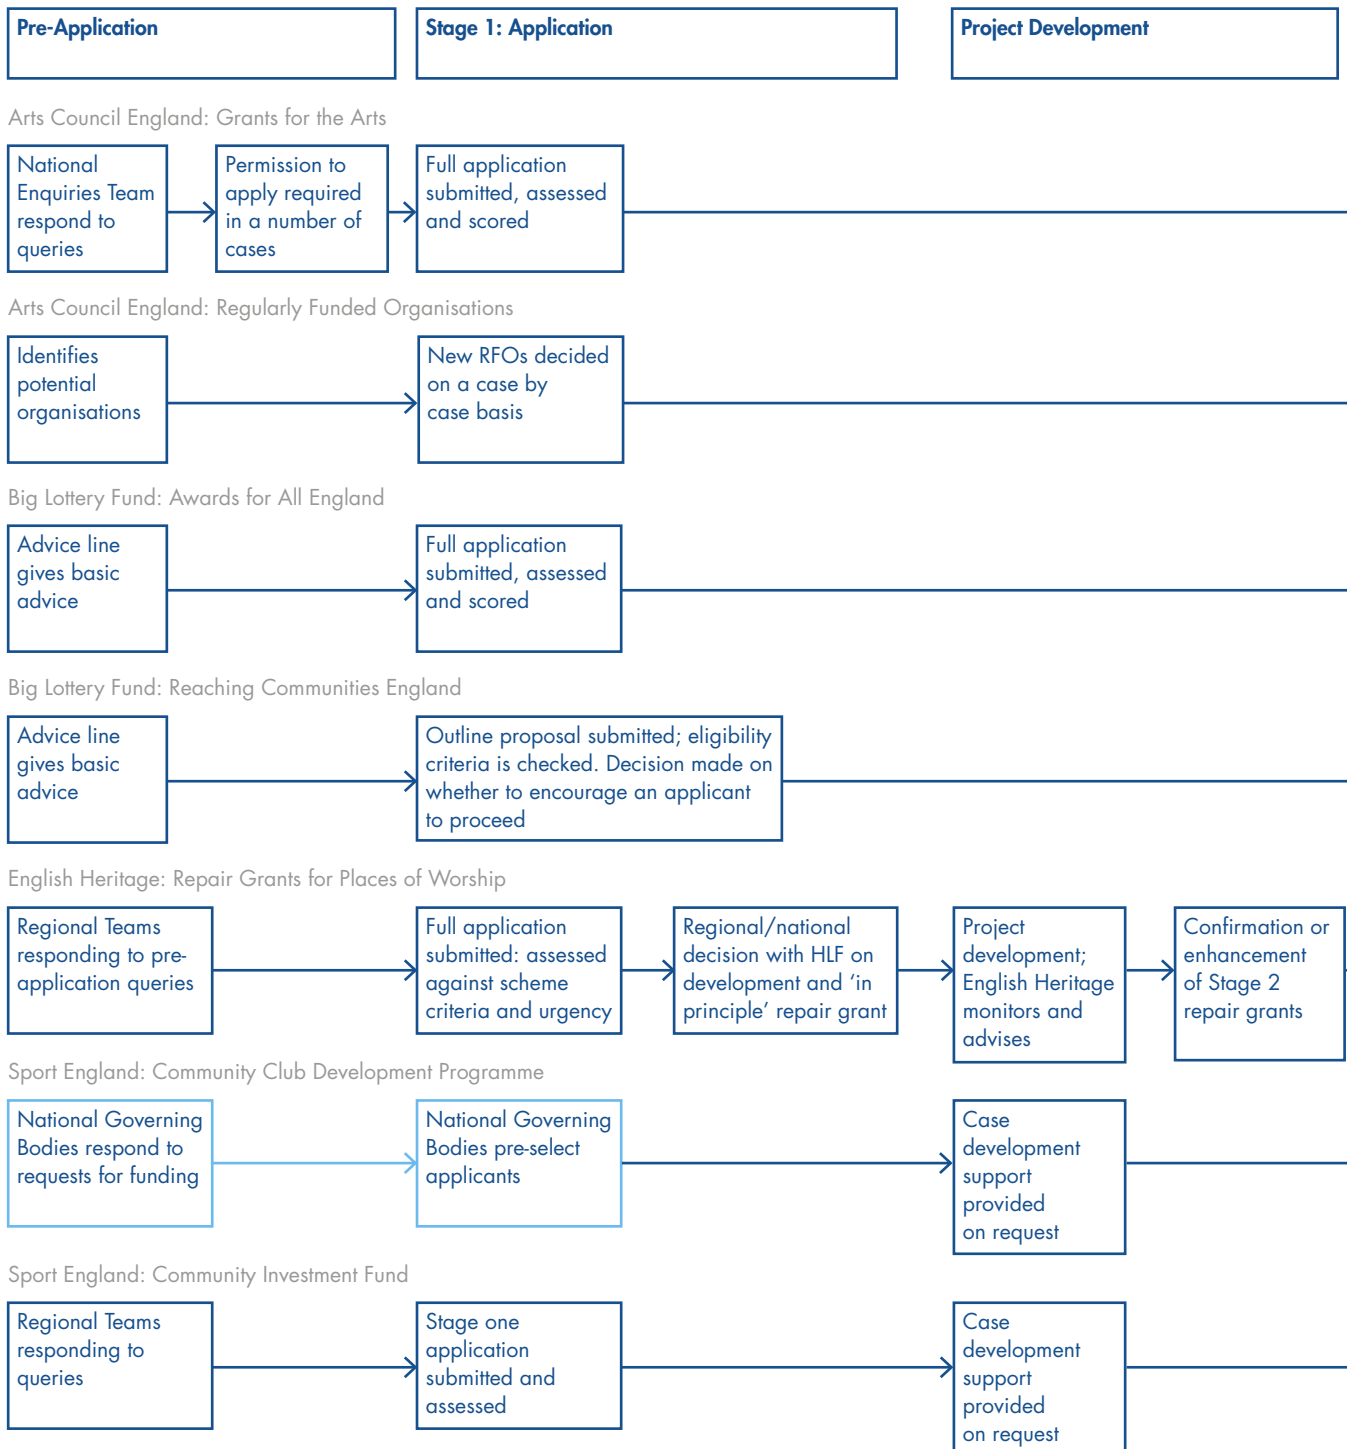 Pre-Application
Stage 1: Application
Project Development
Arts Council England: Grants for the Arts
National
Enquiries Team
respond to
queries
Permission to
apply required
in a number of
cases
Full application
submitted, assessed
and scored
Arts Council England: Regularly Funded Organisations
Identifies
potential
organisations
New RFOs decided
on a case by
case basis
Big Lottery Fund: Awards for All England
Advice line
gives basic
advice
Full application
submitted, assessed
and scored
Big Lottery Fund: Reaching Communities England
Advice line
gives basic
advice
Outline proposal submitted; eligibility
criteria is checked. Decision made on
whether to encourage an applicant
to proceed
English Heritage: Repair Grants for Places of Worship
Regional Teams
responding to pre-
application queries
Full application
submitted: assessed
against scheme
criteria and urgency
Regional/national
decision with HLF on
development and ‘in
principle’ repair grant
Project
development;
English Heritage
monitors and
advises
Confirmation or
enhancement
of Stage 2
repair grants
Sport England: Community Club Development Programme
National Governing
Bodies respond to
requests for funding
National Governing
Bodies pre-select
applicants
Case
development
support
provided
on request
Sport England: Community Investment Fund
Regional Teams
responding to
queries
Stage one
application
submitted and
assessed
Case
development
support
provided
on request